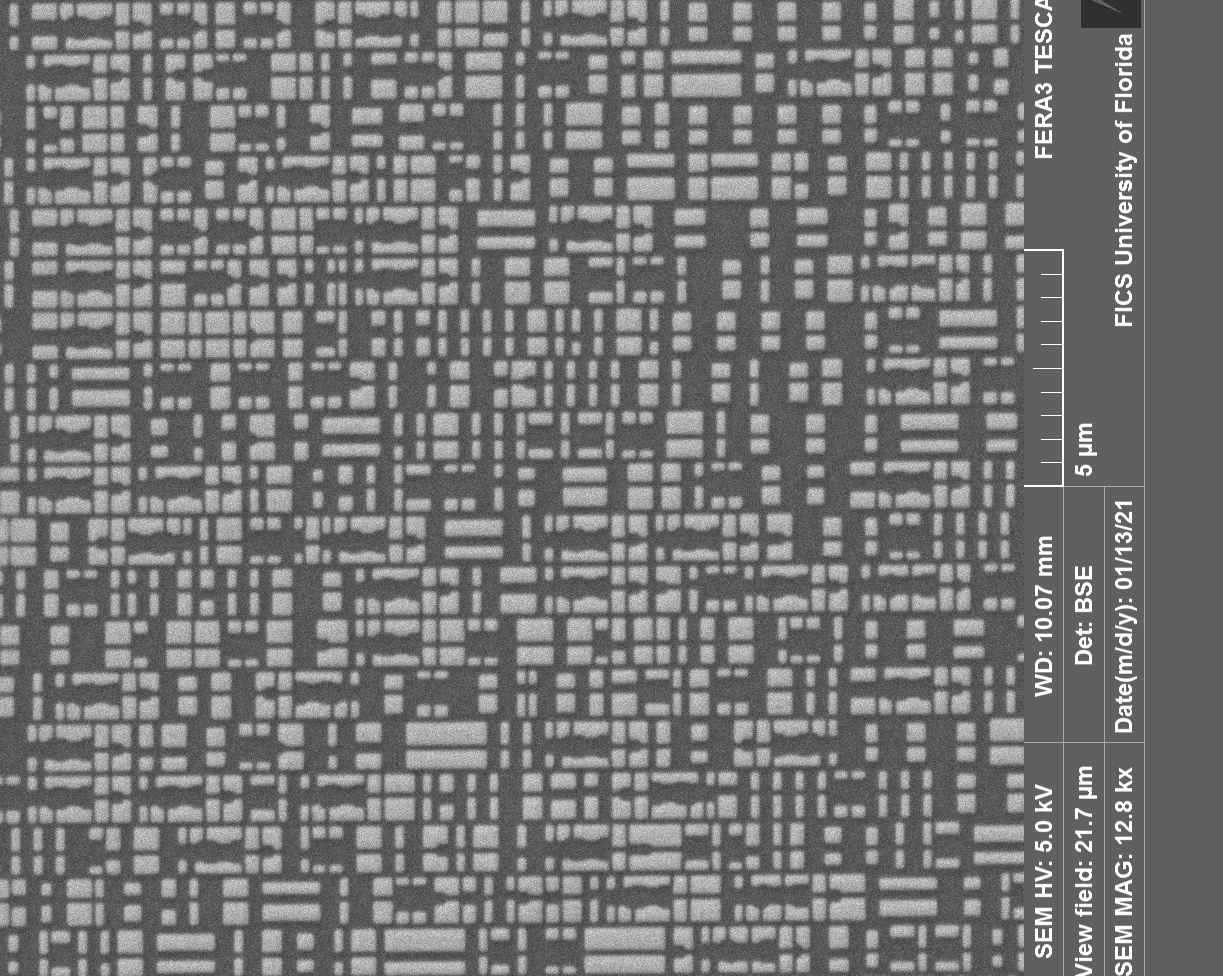 SEM HV: 5.0 kV
WD: 10.07 mm
FERA3 TESCA
View field: 21.7 µm
Det: BSE
5 µm
SEM MAG: 12.8 kx
Date(m/d/y): 01/13/21
FICS University of Florida